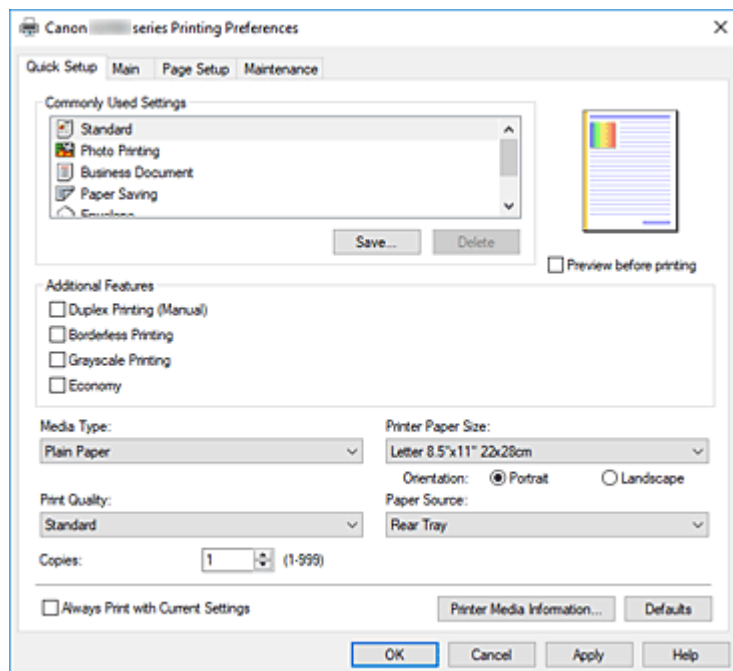 Canon series Printing Preferences
Quick Setup Main Page Setup Maintenance
Commonly Used Settings
Standard
Photo Printing
Business Document
Paper Saving
Save... Delete
Preview before printing
Additional Features
Duplex Printing (Manual)
Borderless Printing
Grayscale Printing
Economy
Media Type: Printer Paper Size:
Plain Paper Letter 8.5"x11" 22x28cm
Orientation: Portrait Landscape
Print Quality: Paper Source:
Standard Rear Tray
Copies: 1 (1-999)
Always Print with Current Settings Printer Media Information... Defaults
OK Cancel Apply Help